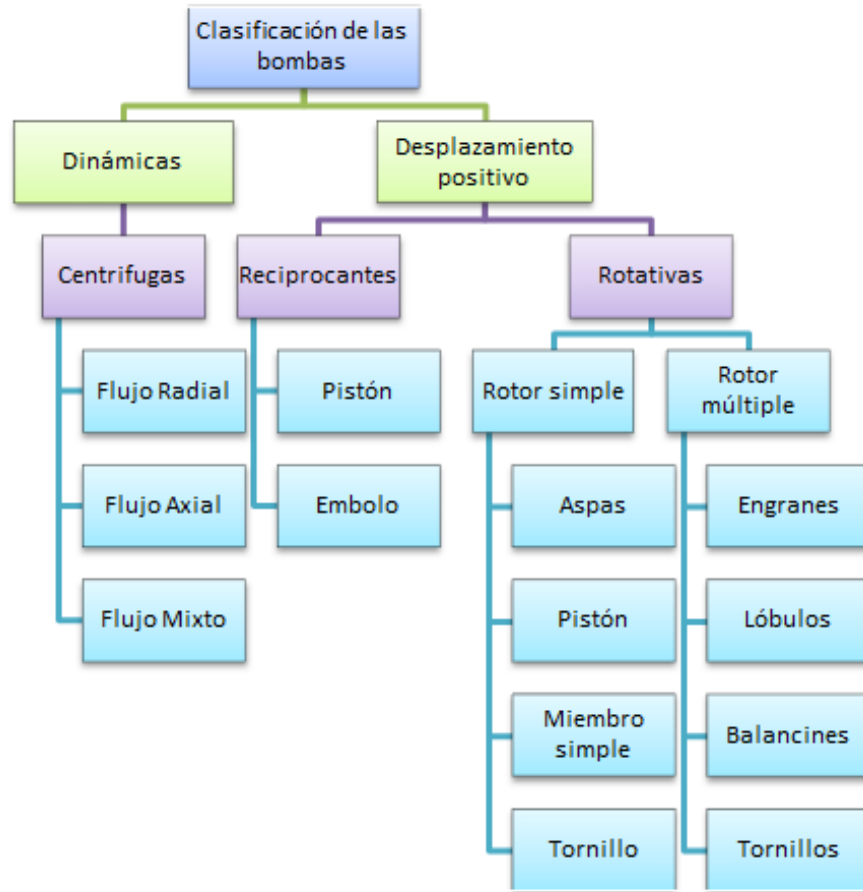 Clasificación de las
bombas
Dinámicas
Desplazamiento
positivo
Centrifugas
Reciprocantes
Rotativas
Flujo Radial
Pistón
Rotor simple
Rotor
múltiple
Flujo Axial
Embolo
Aspas
Engranes
Flujo Mixto
Pistón
Lóbulos
Miembro
simple
Balancines
Tornillo
Tornillos